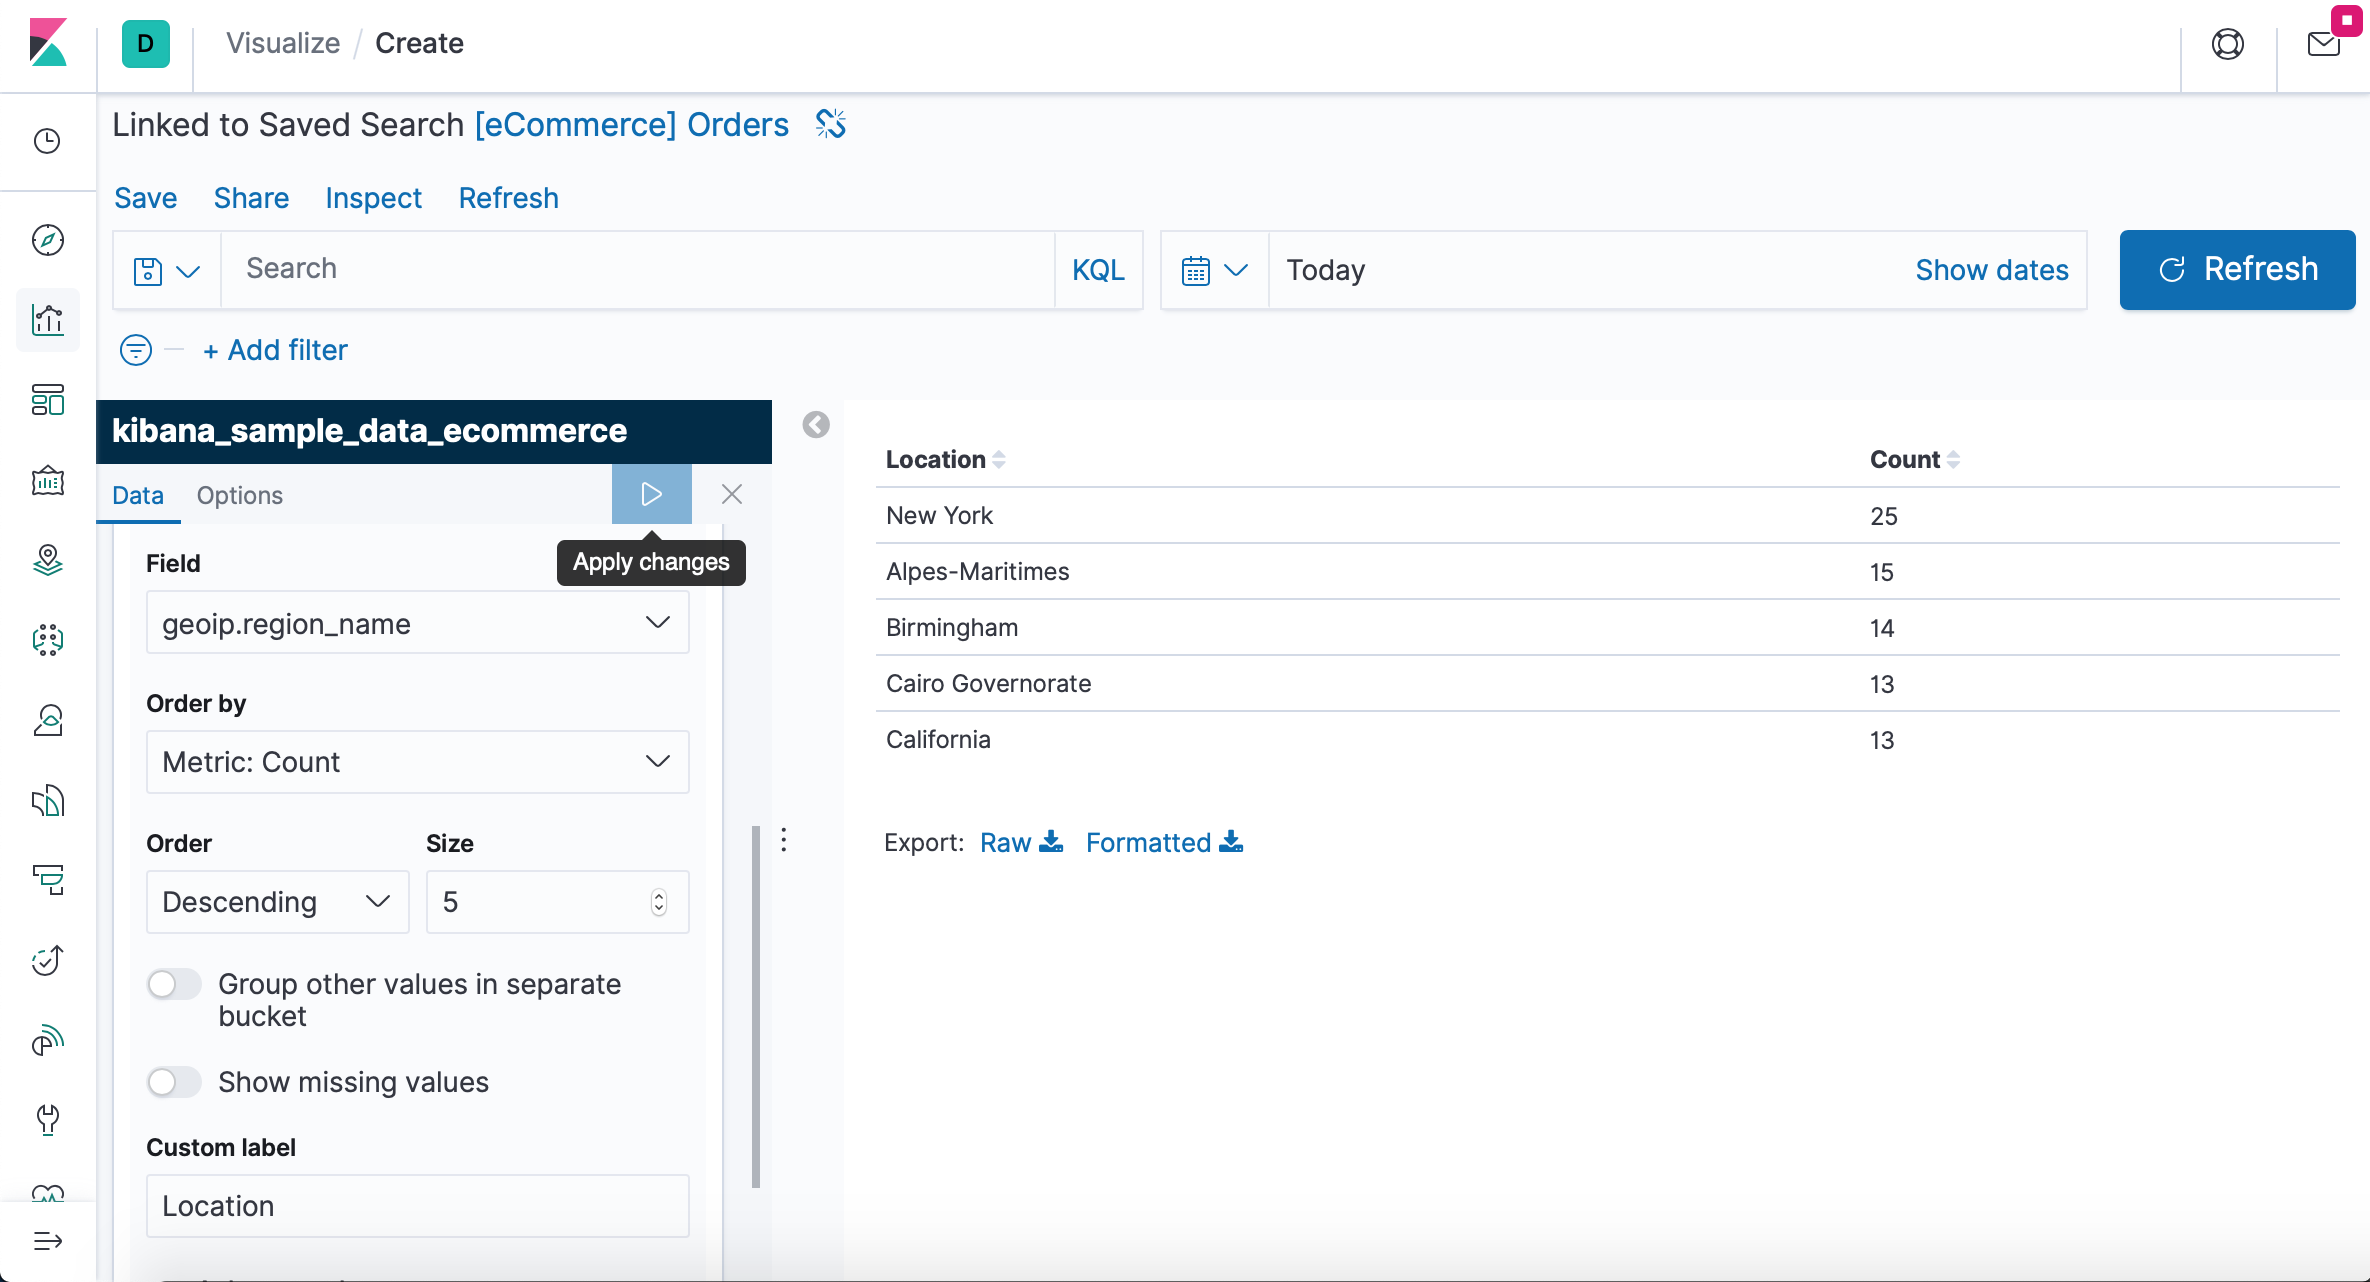 D
Visualize / Create
Linked to Saved Search [eCommerce] Orders
Save Share Inspect Refresh
Search KQL Today Show dates Refresh
+ Add filter
kibana_sample_data_ecommerce
Data Options
Apply changes
Field
geoip.region_name
Order by
Metric: Count
Order Size
Descending 5
Group other values in separate
bucket
Show missing values
Custom label
Location
Location Count
New York 25
Alpes-Maritimes 15
Birmingham 14
Cairo Governorate 13
California 13
Export: Raw Formatted